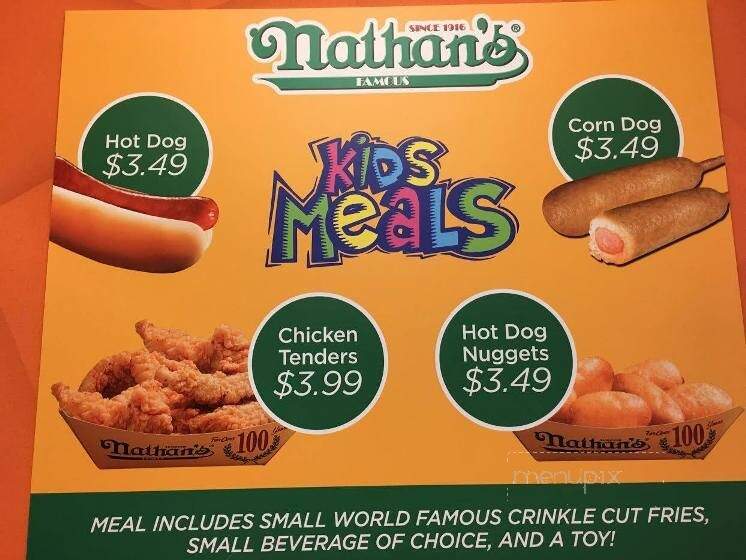 SINCE 1916
Nathan's®
FAMOUS
Hot Dog
$3.49
Corn Dog
$3.49
KIDS
MEALS
Chicken
Tenders
$3.99
Hot Dog
Nuggets
$3.49
Nathan's
100
Nathan's
100
menupix
MEAL INCLUDES SMALL WORLD FAMOUS CRINKLE CUT FRIES,
SMALL BEVERAGE OF CHOICE, AND A TOY!